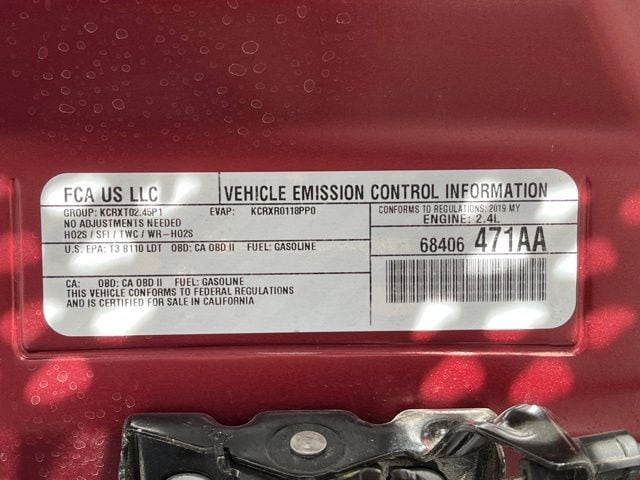 FCA US LLC
VEHICLE EMISSION CONTROL INFORMATION
GROUP: KCRXT02.45P1 EVAP: KCRXR0118PP0
NO ADJUSTMENTS NEEDED
HO2S / SFI / TWC / WR-HO2S
CONFORMS TO REGULATIONS: 2019 MY
ENGINE: 2.4L
U.S. EPA: T3 B110 LDT OBD: CA OBD II FUEL: GASOLINE
68406 471AA
CA: OBD: CA OBD II FUEL: GASOLINE
THIS VEHICLE CONFORMS TO FEDERAL REGULATIONS
AND IS CERTIFIED FOR SALE IN CALIFORNIA